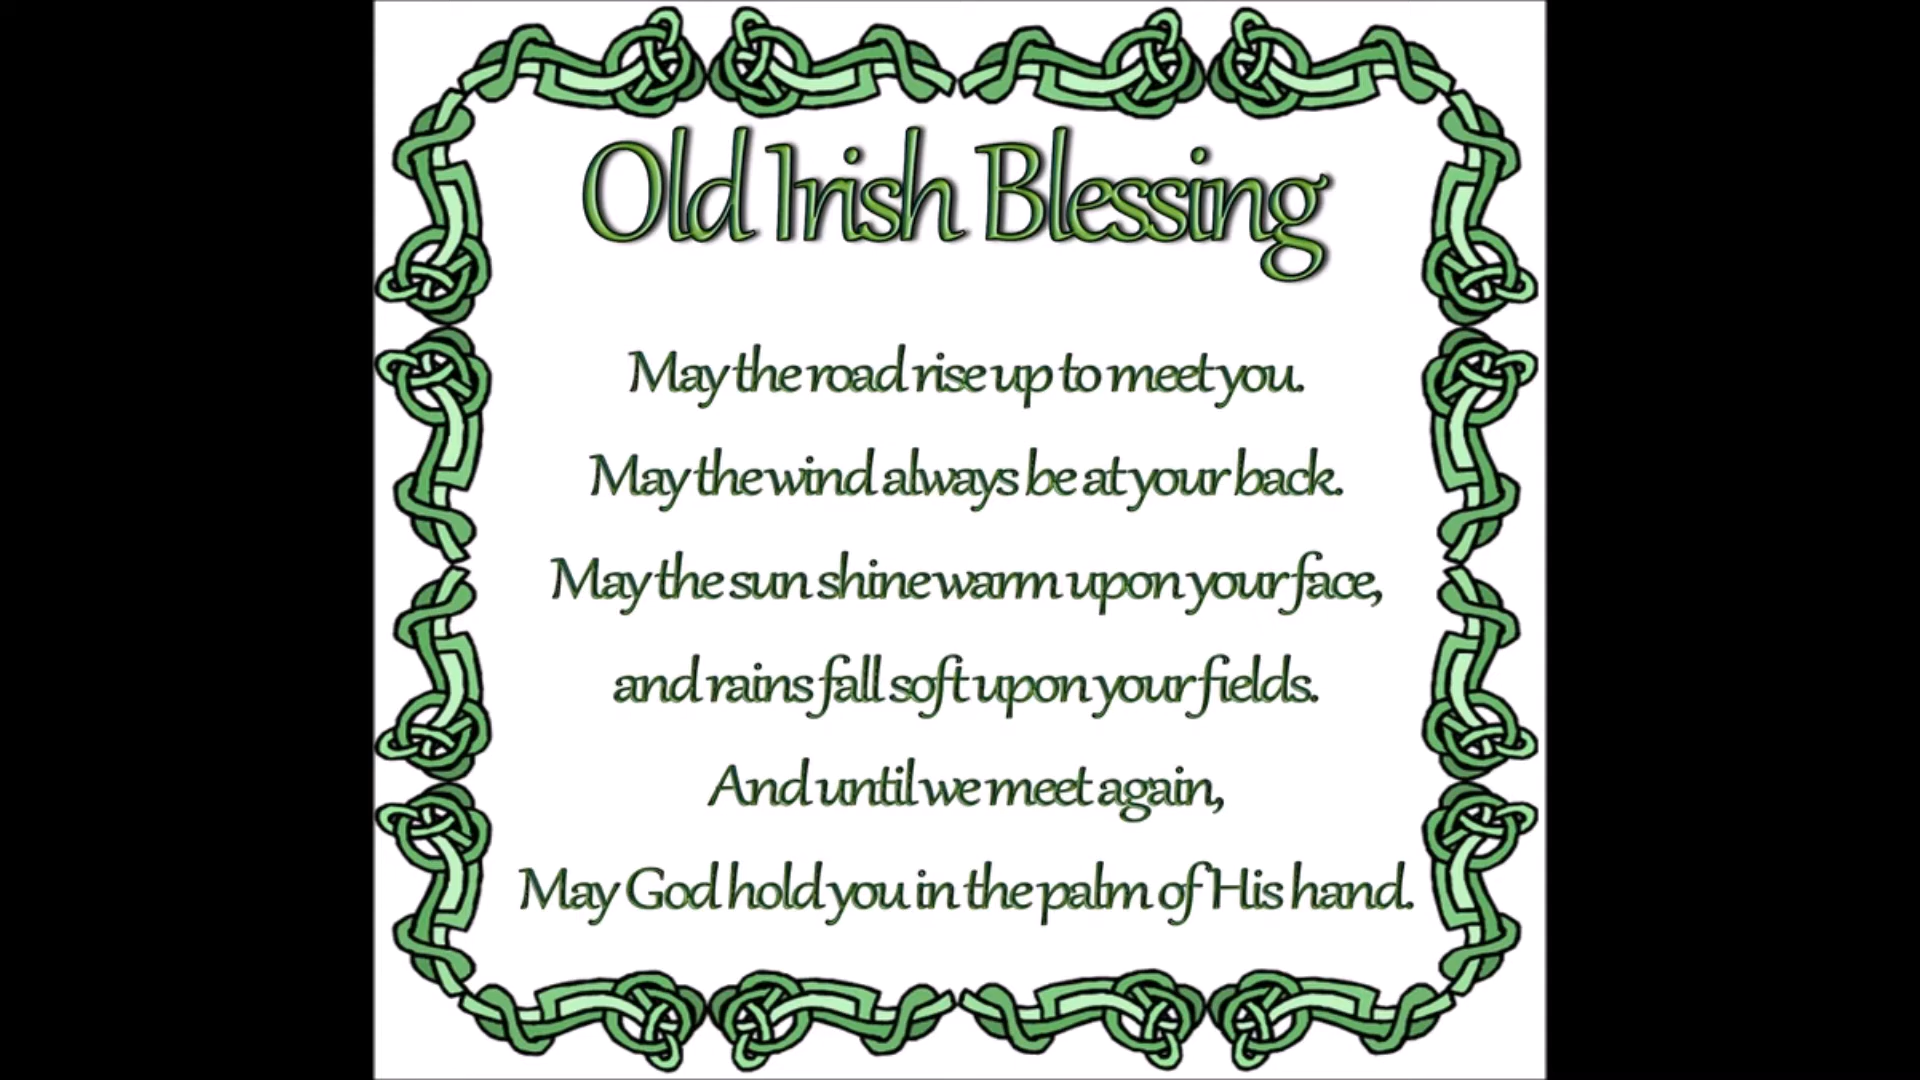 Old Irish Blessing
May the road rise up to meet you.
May the wind always be at your back.
May the sun shine warm upon your face,
and rains fall soft upon your fields.
And until we meet again,
May God hold you in the palm of His hand.